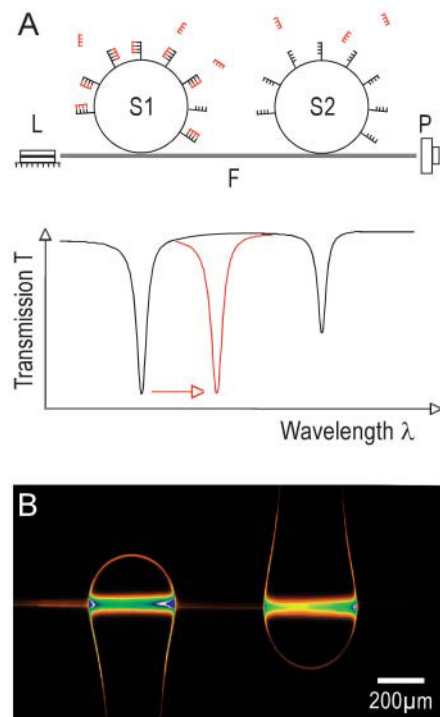 A
L
S1
S2
P
F
Transmission T
Wavelength λ
B
200µm